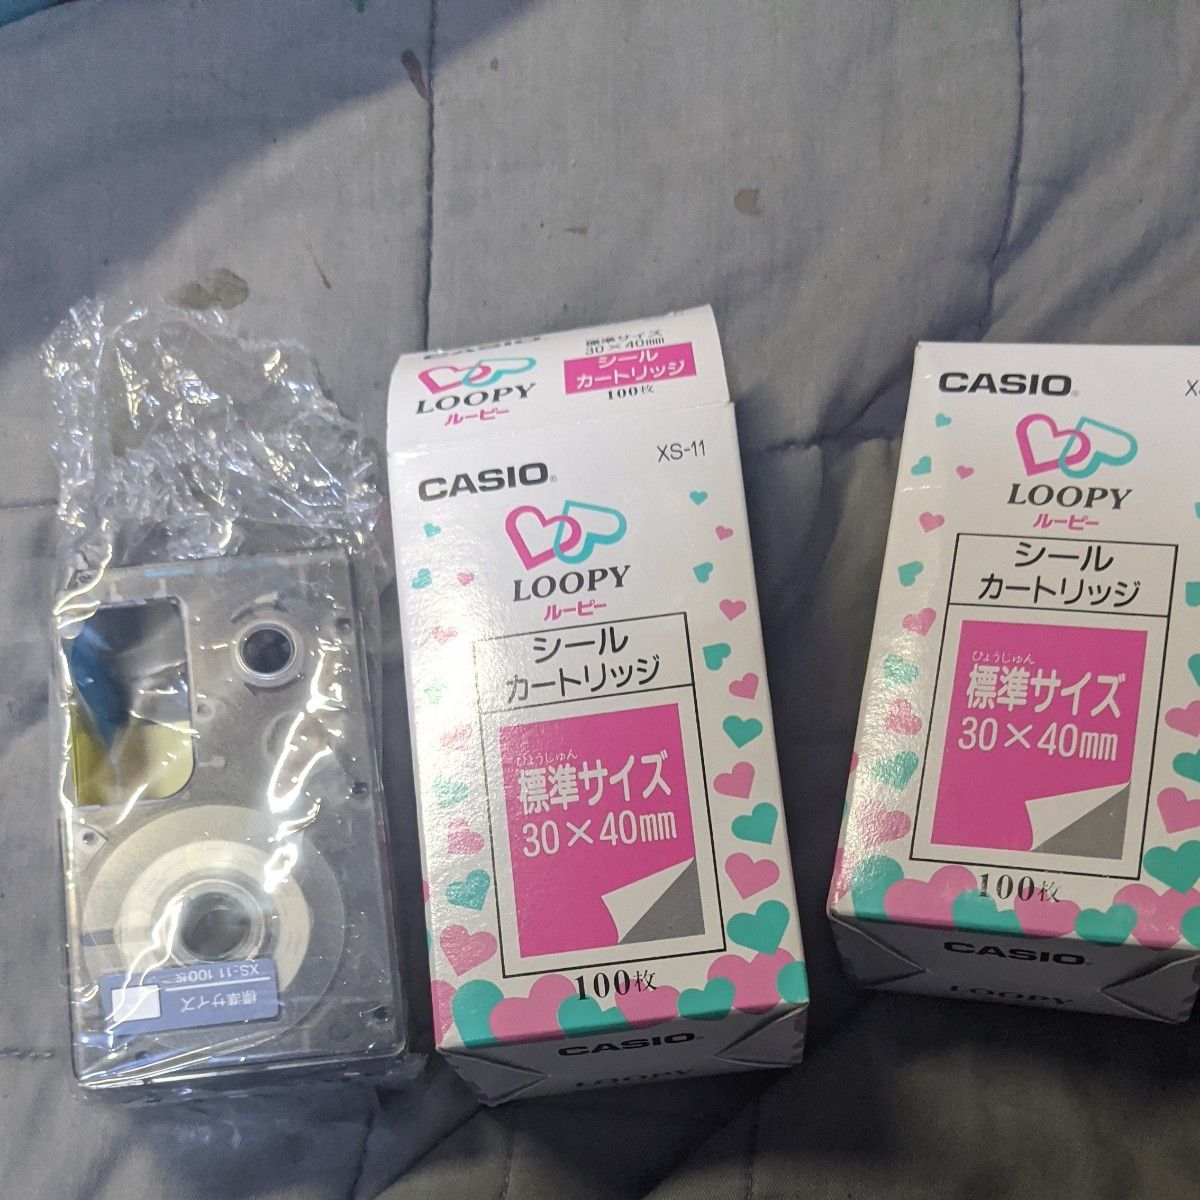 XS-11 100枚
標準サイズ
CASIO
LOOPY
ルーピー
標準サイズ
30×40mm
シール
カートリッジ
100枚
CASIO
XS-11
LOOPY
ルーピー
シール
カートリッジ
ひょうじゅん
標準サイズ
30×40mm
100枚
CASIO
LOOPY
CASIO
LOOPY
ルーピー
シール
カートリッジ
ひょうじゅん
標準サイズ
30×40mm
100枚
CASIO
LOOPY